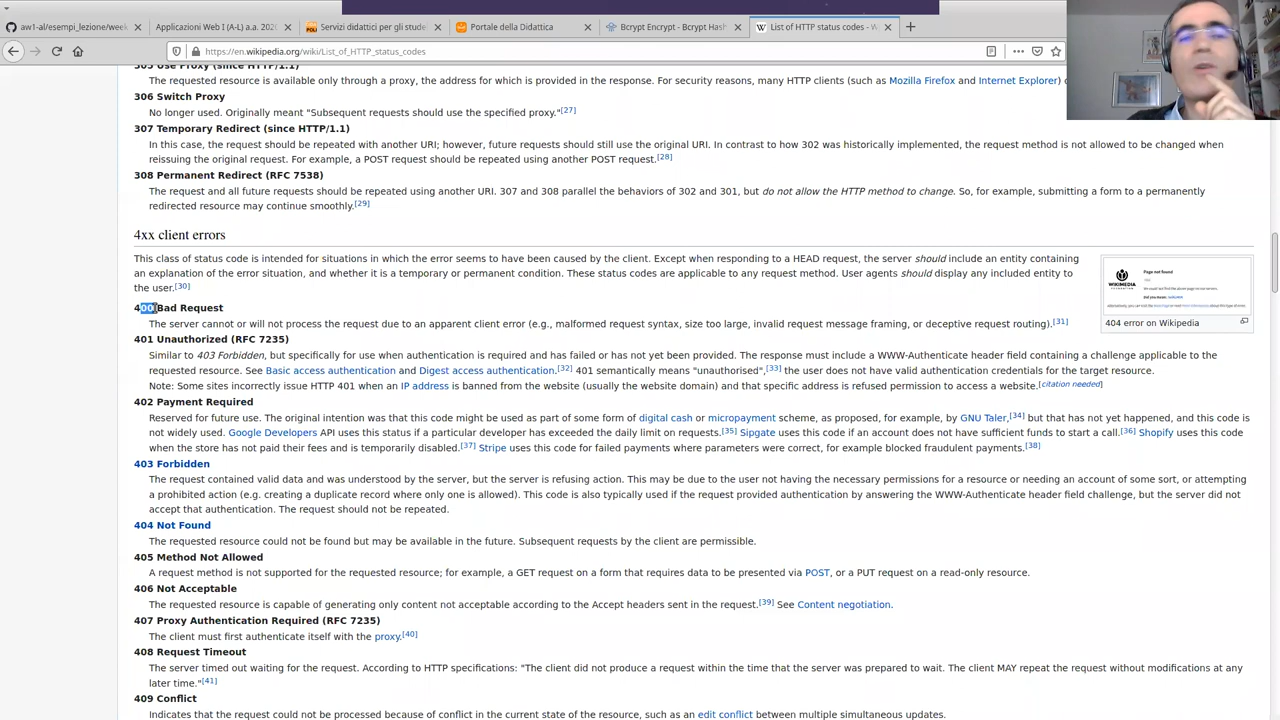 aw1-al/esempi_lezione/week
Applicazioni Web I (A-L) a.a. 202
Servizi didattici per gli stude
Portale della Didattica
Bcrypt Encrypt - Bcrypt Hash
List of HTTP status codes - W
https://en.wikipedia.org/wiki/List_of_HTTP_status_codes
305 Use Proxy (since HTTP/1.1)
The requested resource is available only through a proxy, the address for which is provided in the response. For security reasons, many HTTP clients (such as Mozilla Firefox and Internet Explorer)
306 Switch Proxy
No longer used. Originally meant "Subsequent requests should use the specified proxy."[27]
307 Temporary Redirect (since HTTP/1.1)
In this case, the request should be repeated with another URI; however, future requests should still use the original URI. In contrast to how 302 was historically implemented, the request method is not allowed to be changed when
reissuing the original request. For example, a POST request should be repeated using another POST request.[28]
308 Permanent Redirect (RFC 7538)
The request and all future requests should be repeated using another URI. 307 and 308 parallel the behaviors of 302 and 301, but do not allow the HTTP method to change. So, for example, submitting a form to a permanently
redirected resource may continue smoothly.[29]
4xx client errors
This class of status code is intended for situations in which the error seems to have been caused by the client. Except when responding to a HEAD request, the server should include an entity containing
an explanation of the error situation, and whether it is a temporary or permanent condition. These status codes are applicable to any request method. User agents should display any included entity to
the user.[30]
WIKIMEDIA
Page not found
404 error on Wikipedia
400 Bad Request
The server cannot or will not process the request due to an apparent client error (e.g., malformed request syntax, size too large, invalid request message framing, or deceptive request routing).[31]
401 Unauthorized (RFC 7235)
Similar to 403 Forbidden, but specifically for use when authentication is required and has failed or has not yet been provided. The response must include a WWW-Authenticate header field containing a challenge applicable to the
requested resource. See Basic access authentication and Digest access authentication.[32] 401 semantically means "unauthorised",[33] the user does not have valid authentication credentials for the target resource.
Note: Some sites incorrectly issue HTTP 401 when an IP address is banned from the website (usually the website domain) and that specific address is refused permission to access a website.[citation needed]
402 Payment Required
Reserved for future use. The original intention was that this code might be used as part of some form of digital cash or micropayment scheme, as proposed, for example, by GNU Taler,[34] but that has not yet happened, and this code is
not widely used. Google Developers API uses this status if a particular developer has exceeded the daily limit on requests.[35] Sipgate uses this code if an account does not have sufficient funds to start a call.[36] Shopify uses this code
when the store has not paid their fees and is temporarily disabled.[37] Stripe uses this code for failed payments where parameters were correct, for example blocked fraudulent payments.[38]
403 Forbidden
The request contained valid data and was understood by the server, but the server is refusing action. This may be due to the user not having the necessary permissions for a resource or needing an account of some sort, or attempting
a prohibited action (e.g. creating a duplicate record where only one is allowed). This code is also typically used if the request provided authentication by answering the WWW-Authenticate header field challenge, but the server did not
accept that authentication. The request should not be repeated.
404 Not Found
The requested resource could not be found but may be available in the future. Subsequent requests by the client are permissible.
405 Method Not Allowed
A request method is not supported for the requested resource; for example, a GET request on a form that requires data to be presented via POST, or a PUT request on a read-only resource.
406 Not Acceptable
The requested resource is capable of generating only content not acceptable according to the Accept headers sent in the request.[39] See Content negotiation.
407 Proxy Authentication Required (RFC 7235)
The client must first authenticate itself with the proxy.[40]
408 Request Timeout
The server timed out waiting for the request. According to HTTP specifications: "The client did not produce a request within the time that the server was prepared to wait. The client MAY repeat the request without modifications at any
later time."[41]
409 Conflict
Indicates that the request could not be processed because of conflict in the current state of the resource, such as an edit conflict between multiple simultaneous updates.